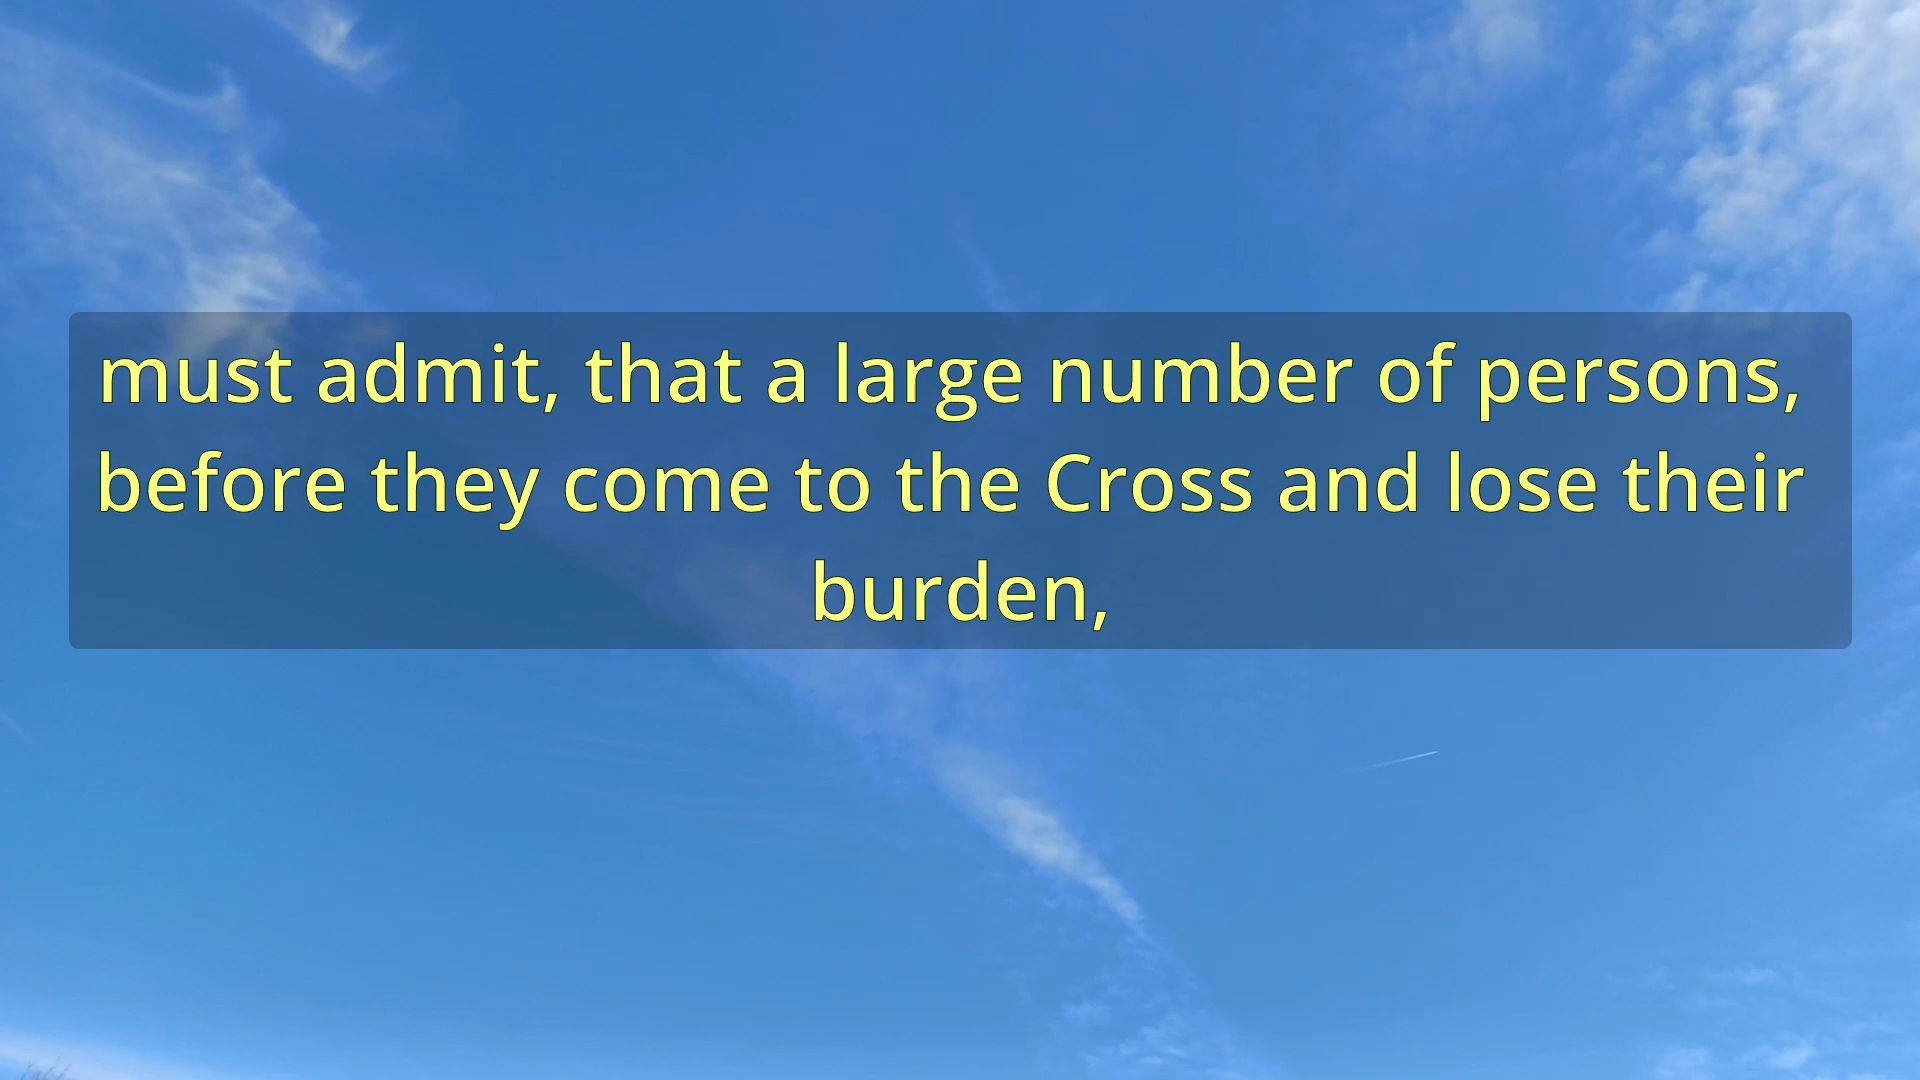 must admit, that a large number of persons,
before they come to the Cross and lose their
burden,